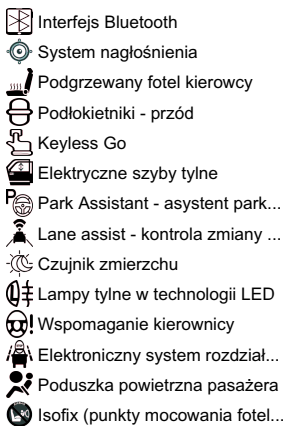 Interfejs Bluetooth
System nagłośnienia
Podgrzewany fotel kierowcy
Podłokietniki - przód
Keyless Go
Elektryczne szyby tylne
Park Assistant - asystent park...
Lane assist - kontrola zmiany ...
Czujnik zmierzchu
Lampy tylne w technologii LED
Wspomaganie kierownicy
Elektroniczny system rozdział...
Poduszka powietrzna pasażera
Isofix (punkty mocowania fotel...